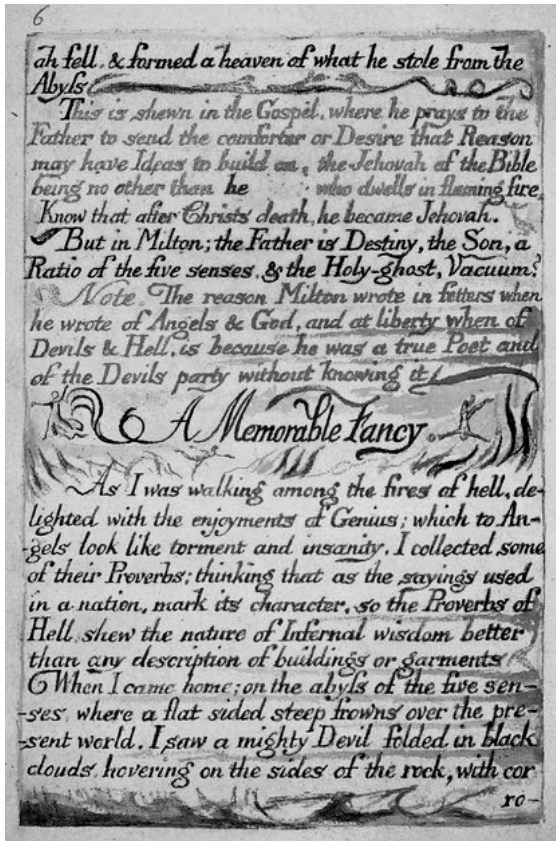 6
ah fell. & formed a heaven of what he stole from the
Abyſs
This is shewn in the Gospel, where he prays to the
Father to send the comforter or Desire that Reason
may have Ideas to build on, the Jehovah of the Bible
being no other than he who dwells in flaming fire.
Know that after Christs death, he became Jehovah.
But in Milton; the Father is Destiny, the Son, a
Ratio of the five senses. & the Holy-ghost, Vacuum!
Note. The reason Milton wrote in fetters when
he wrote of Angels & God, and at liberty when of
Devils & Hell, is because he was a true Poet and
of the Devils party without knowing it
A Memorable Fancy.
As I was walking among the fires of hell, de-
lighted with the enjoyments of Genius; which to An-
-gels look like torment and insanity. I collected some
of their Proverbs; thinking that as the sayings used
in a nation, mark its character, so the Proverbs of
Hell, shew the nature of Infernal wisdom better
than any description of buildings or garments
When I came home; on the abyſs of the five sen-
-ses, where a flat sided steep frowns over the pre-
-sent world. I saw a mighty Devil folded in black
clouds, hovering on the sides of the rock, with cor
ro-